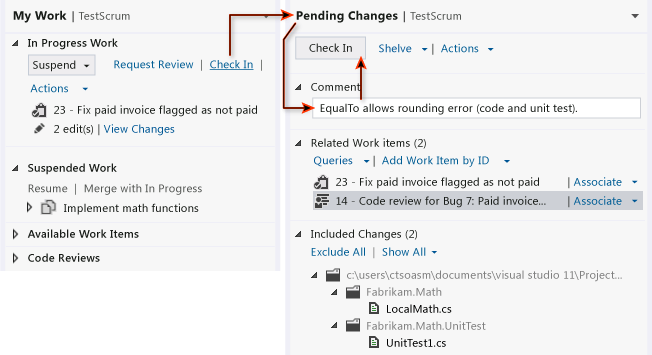 My Work | TestScrum
In Progress Work
Suspend
Request Review | Check In |
Actions
23 - Fix paid invoice flagged as not paid
2 edit(s) | View Changes
Suspended Work
Resume | Merge with In Progress
Implement math functions
Available Work Items
Code Reviews
Pending Changes | TestScrum
Check In
Shelve | Actions
Comment
EqualTo allows rounding error (code and unit test).
Related Work items (2)
Queries | Add Work Item by ID
23 - Fix paid invoice flagged as not paid | Associate
14 - Code review for Bug 7: Paid invoice... | Associate
Included Changes (2)
Exclude All | Show All
c:\users\ctsoasm\documents\visual studio 11\Project...
Fabrikam.Math
LocalMath.cs
Fabrikam.Math.UnitTest
UnitTest1.cs